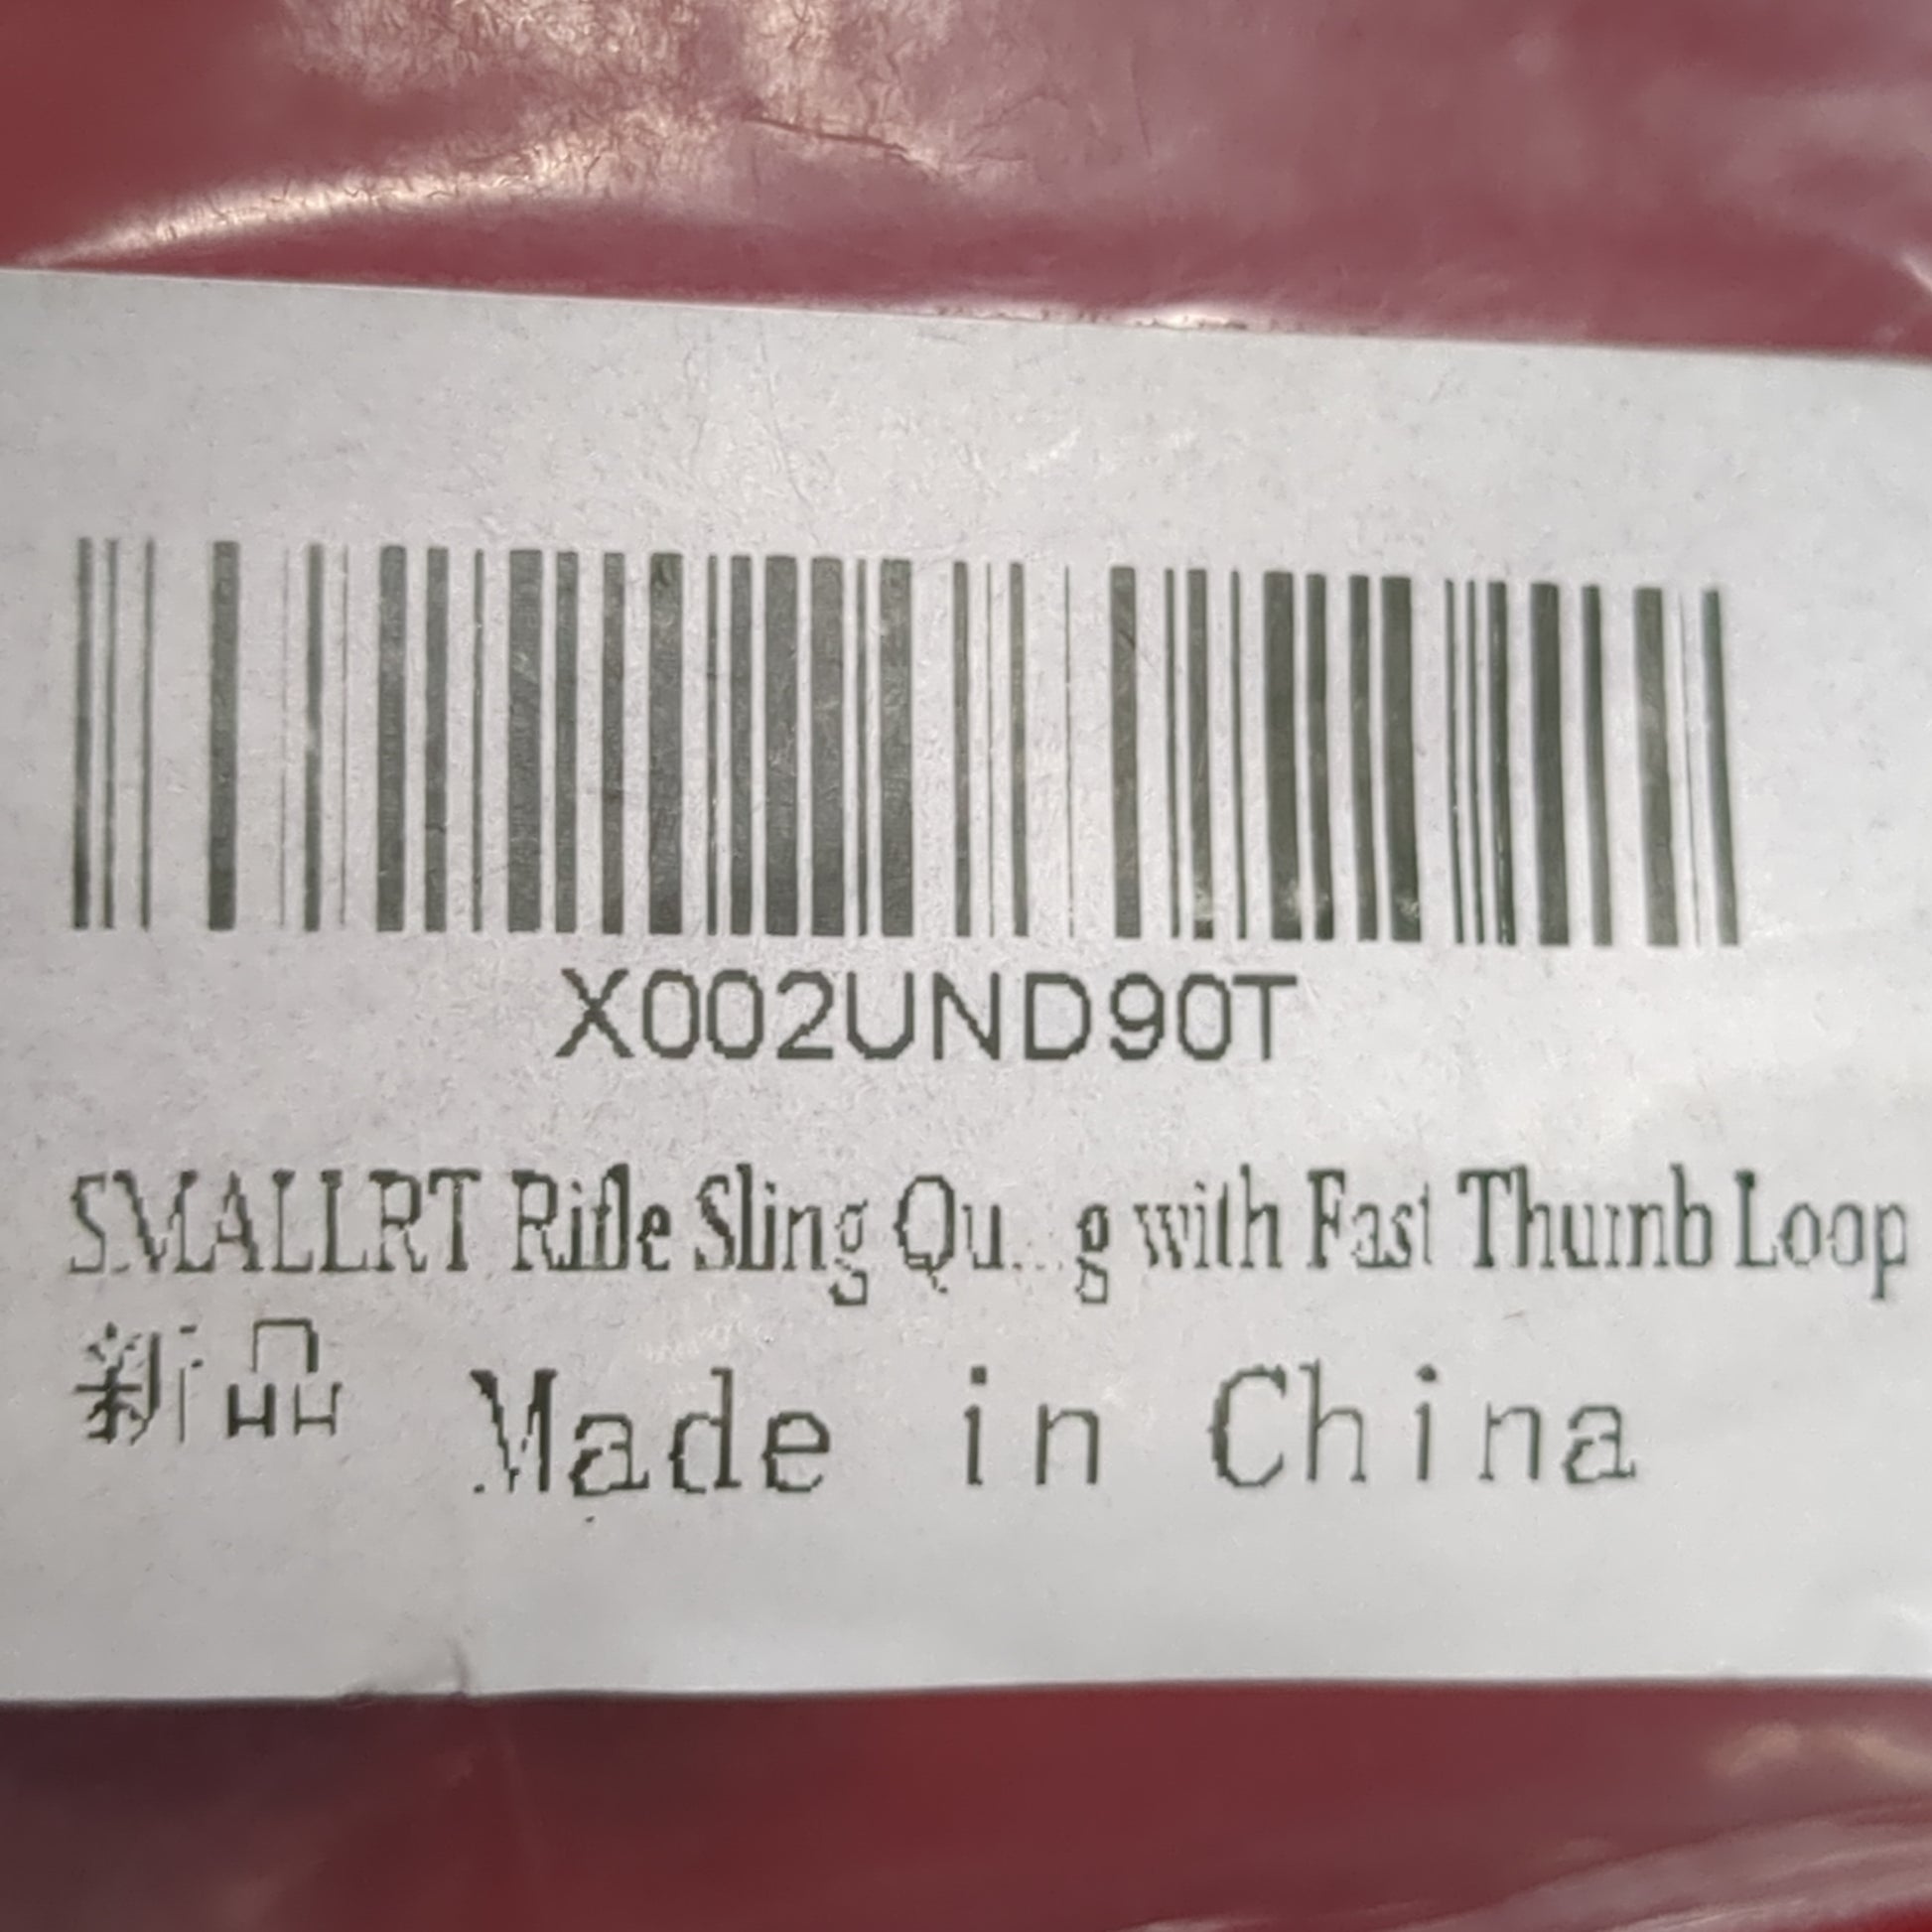 X002UND90T
SMALLRT Rifle Sling Qu...g with Fast Thumb Loop
新品 Made in China